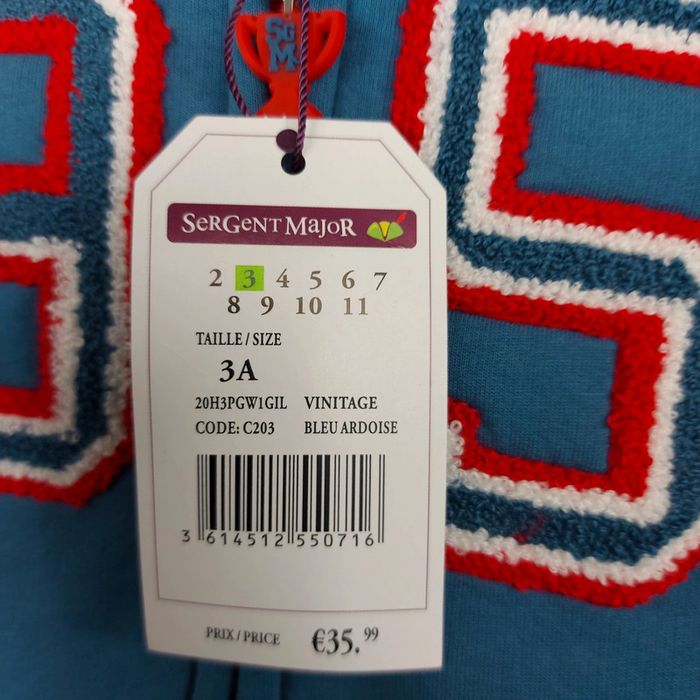 SGM
SeRGeNT MaJoR
2 3 4 5 6 7
8 9 10 11
TAILLE / SIZE
3A
20H3PGW1GIL VINITAGE
CODE: C203 BLEU ARDOISE
3 614512 550716
PRIX / PRICE €35.99